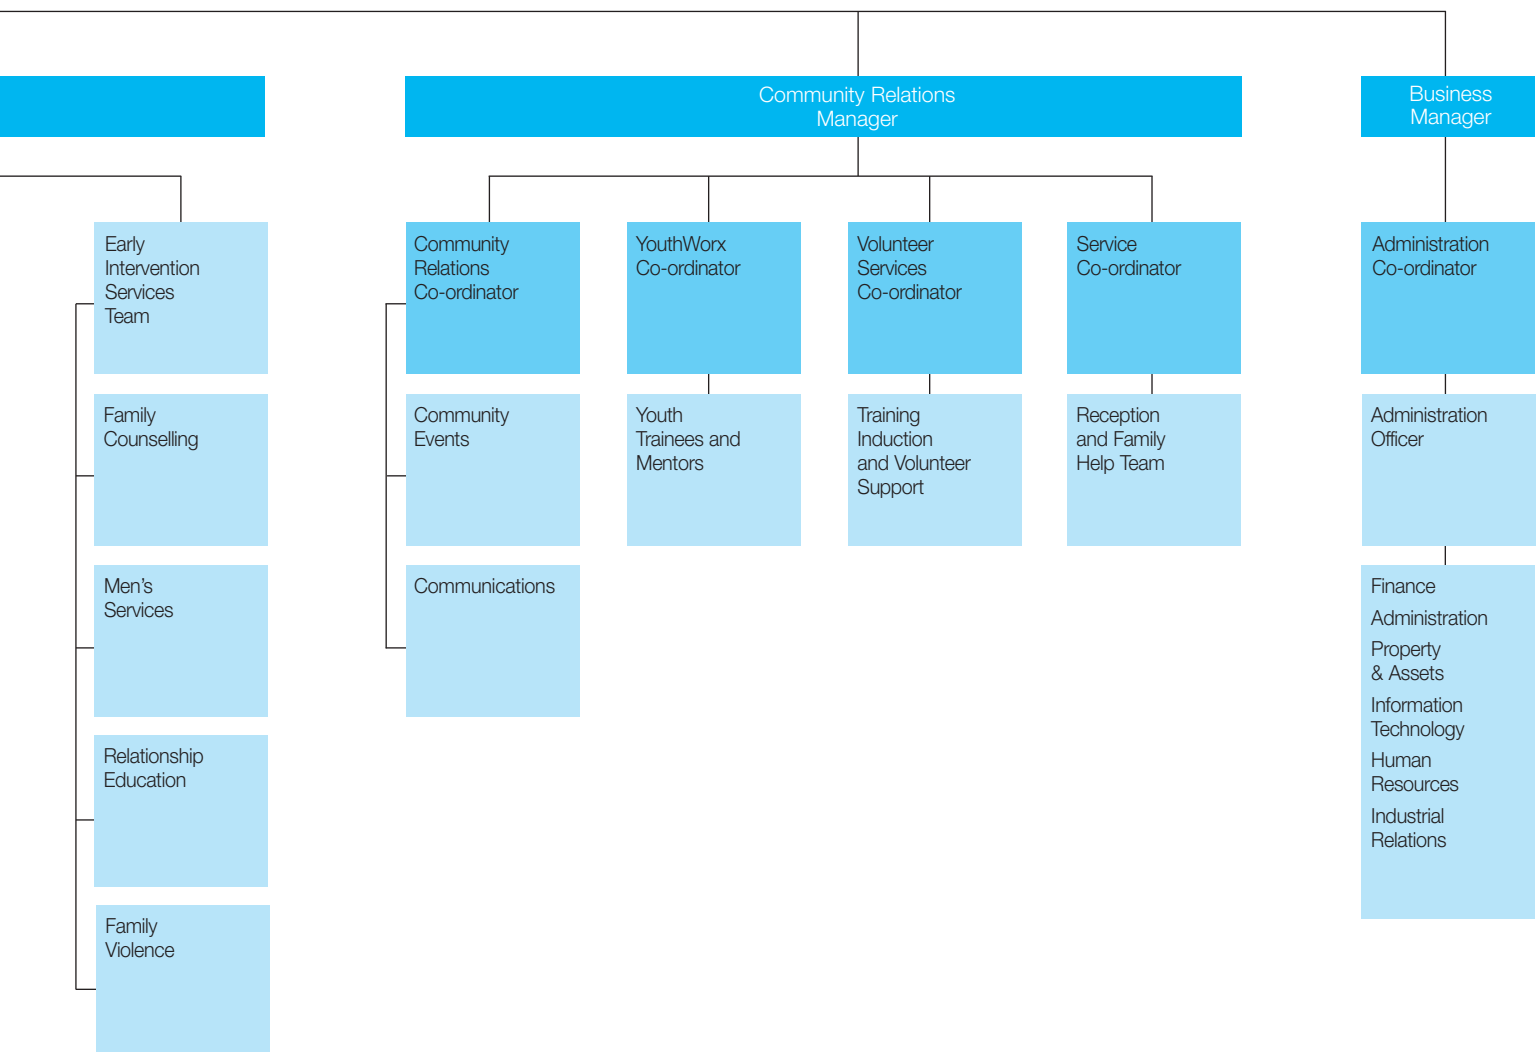 Community Relations
Manager
Business
Manager
Early
Intervention
Services
Team
Family
Counselling
Men’s
Services
Relationship
Education
Family
Violence
Community
Relations
Co-ordinator
Community
Events
Communications
YouthWorx
Co-ordinator
Youth
Trainees and
Mentors
Volunteer
Services
Co-ordinator
Training
Induction
and Volunteer
Support
Service
Co-ordinator
Reception
and Family
Help Team
Administration
Co-ordinator
Administration
Officer
Finance
Administration
Property
& Assets
Information
Technology
Human
Resources
Industrial
Relations